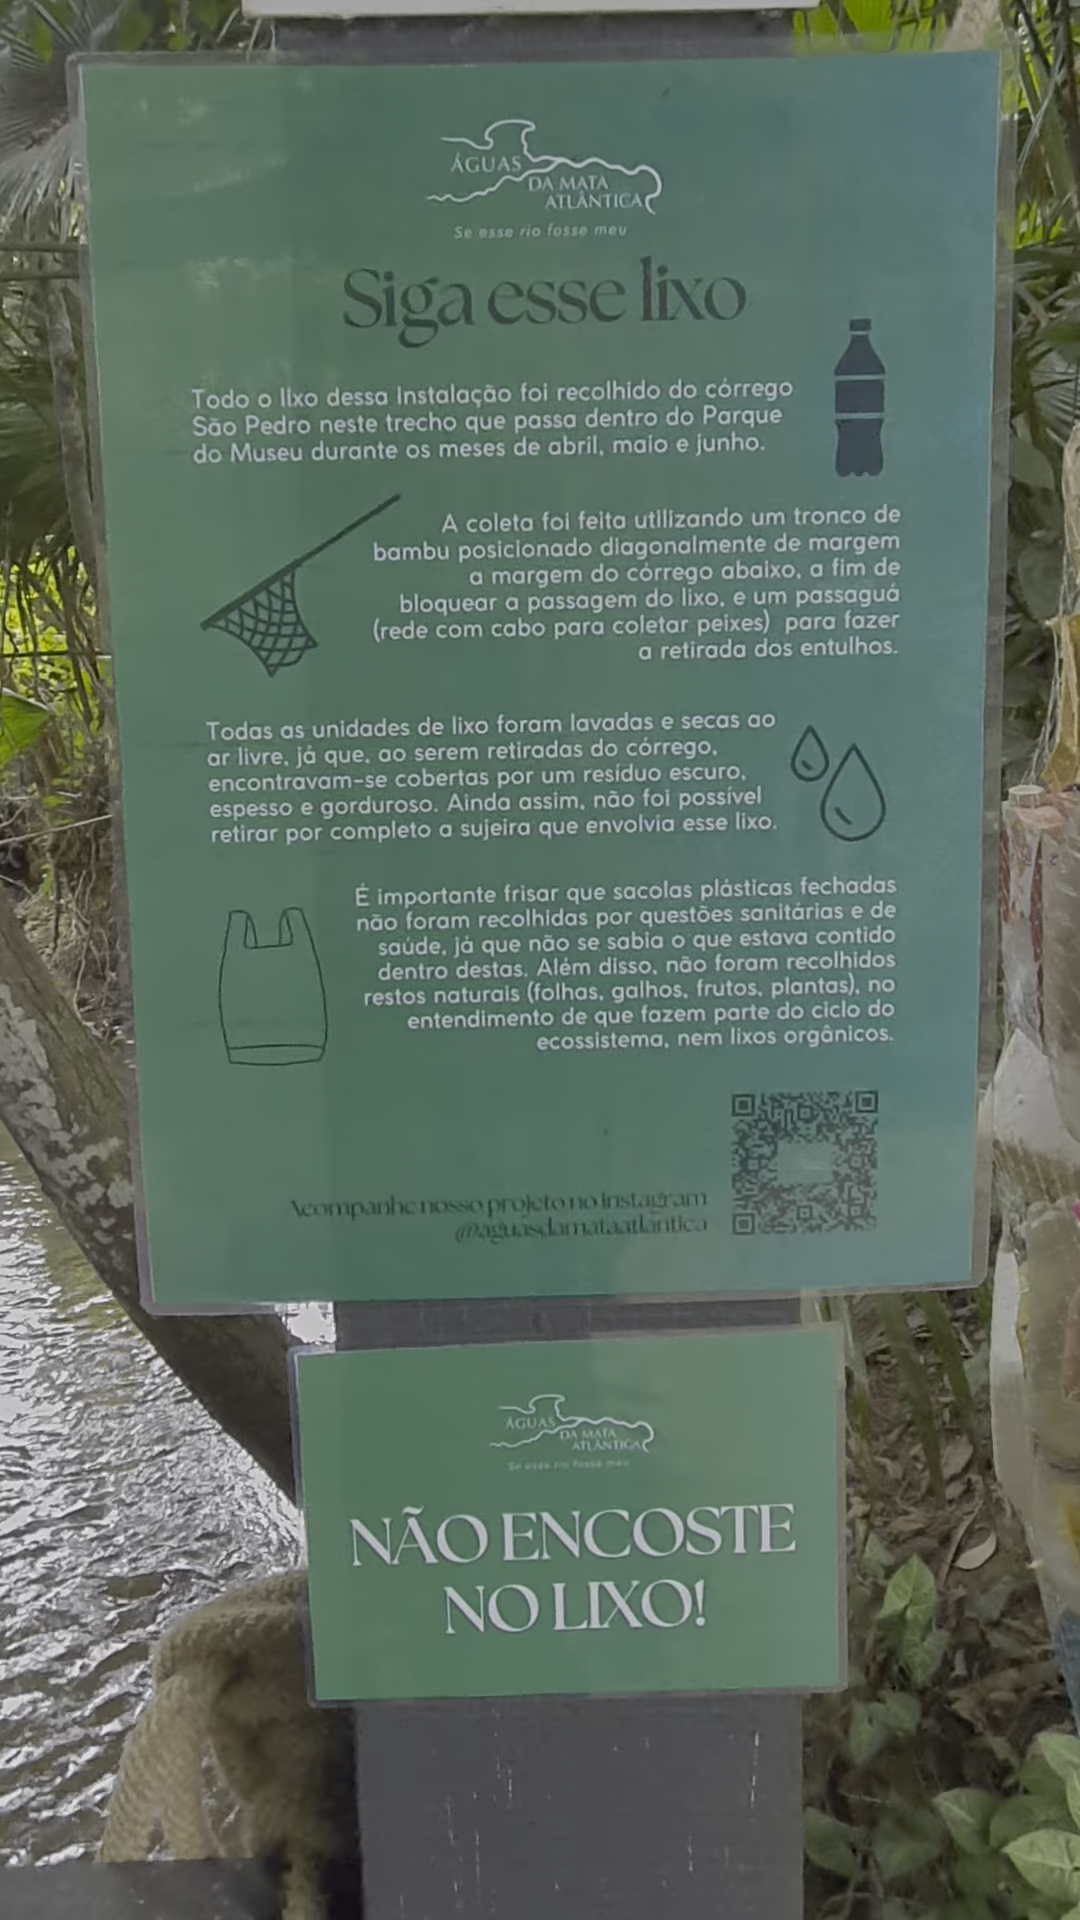 ÁGUAS
DA MATA
ATLÂNTICA
Se esse rio fosse meu
Siga esse lixo
Todo o lixo dessa instalação foi recolhido do córrego
São Pedro neste trecho que passa dentro do Parque
do Museu durante os meses de abril, maio e junho.
A coleta foi feita utilizando um tronco de
bambu posicionado diagonalmente de margem
a margem do córrego abaixo, a fim de
bloquear a passagem do lixo, e um passaguá
(rede com cabo para coletar peixes) para fazer
a retirada dos entulhos.
Todas as unidades de lixo foram lavadas e secas ao
ar livre, já que, ao serem retiradas do córrego,
encontravam-se cobertas por um resíduo escuro,
espesso e gorduroso. Ainda assim, não foi possível
retirar por completo a sujeira que envolvia esse lixo.
É importante frisar que sacolas plásticas fechadas
não foram recolhidas por questões sanitárias e de
saúde, já que não se sabia o que estava contido
dentro destas. Além disso, não foram recolhidos
restos naturais (folhas, galhos, frutos, plantas), no
entendimento de que fazem parte do ciclo do
ecossistema, nem lixos orgânicos.
Acompanhe nosso projeto no instagram
@aguasdamataatlantica
ÁGUAS
DA MATA
ATLÂNTICA
Se esse rio fosse meu
NÃO ENCOSTE
NO LIXO!